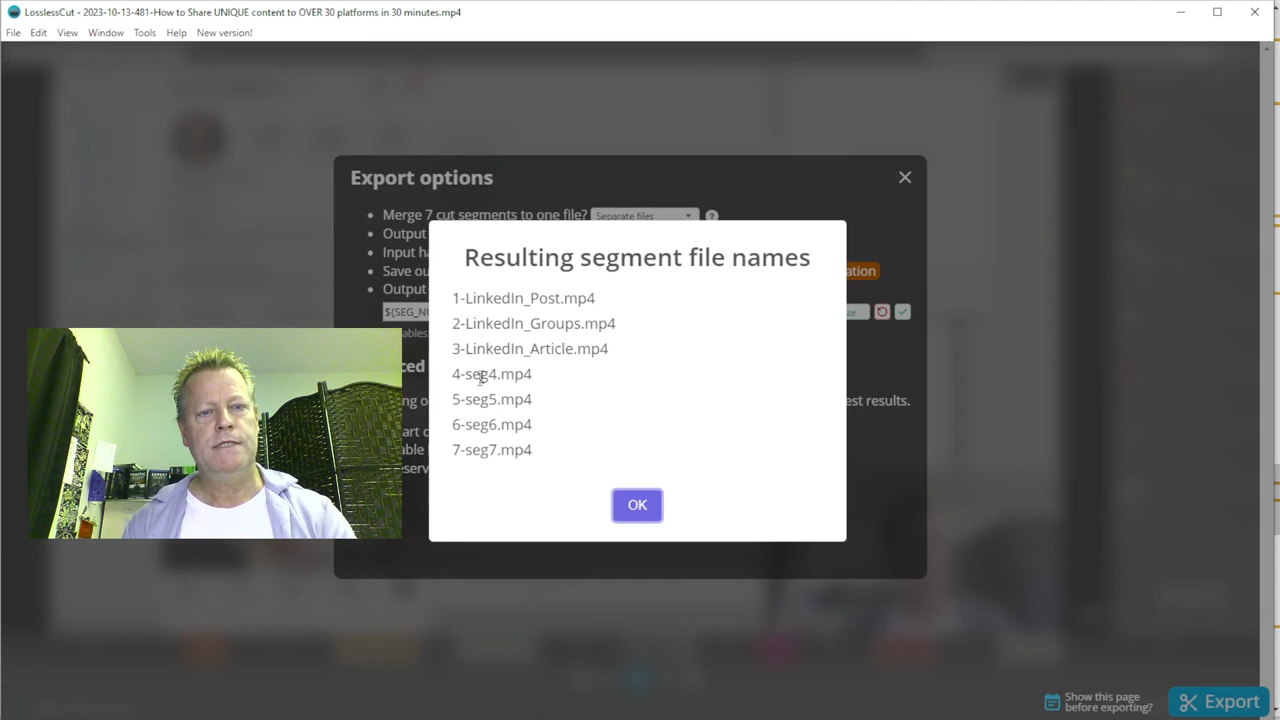 LosslessCut - 2023-10-13-481-How to Share UNIQUE content to OVER 30 platforms in 30 minutes.mp4
File Edit View Window Tools Help New version!
Export options
Merge 7 cut segments to one file? Separate files ?
Output
Input
Save
Output
${SEG_NU
Resulting segment file names
1-LinkedIn_Post.mp4
2-LinkedIn_Groups.mp4
3-LinkedIn_Article.mp4
4-seg4.mp4
5-seg5.mp4
6-seg6.mp4
7-seg7.mp4
est results.
OK
Show this page
before exporting?
Export